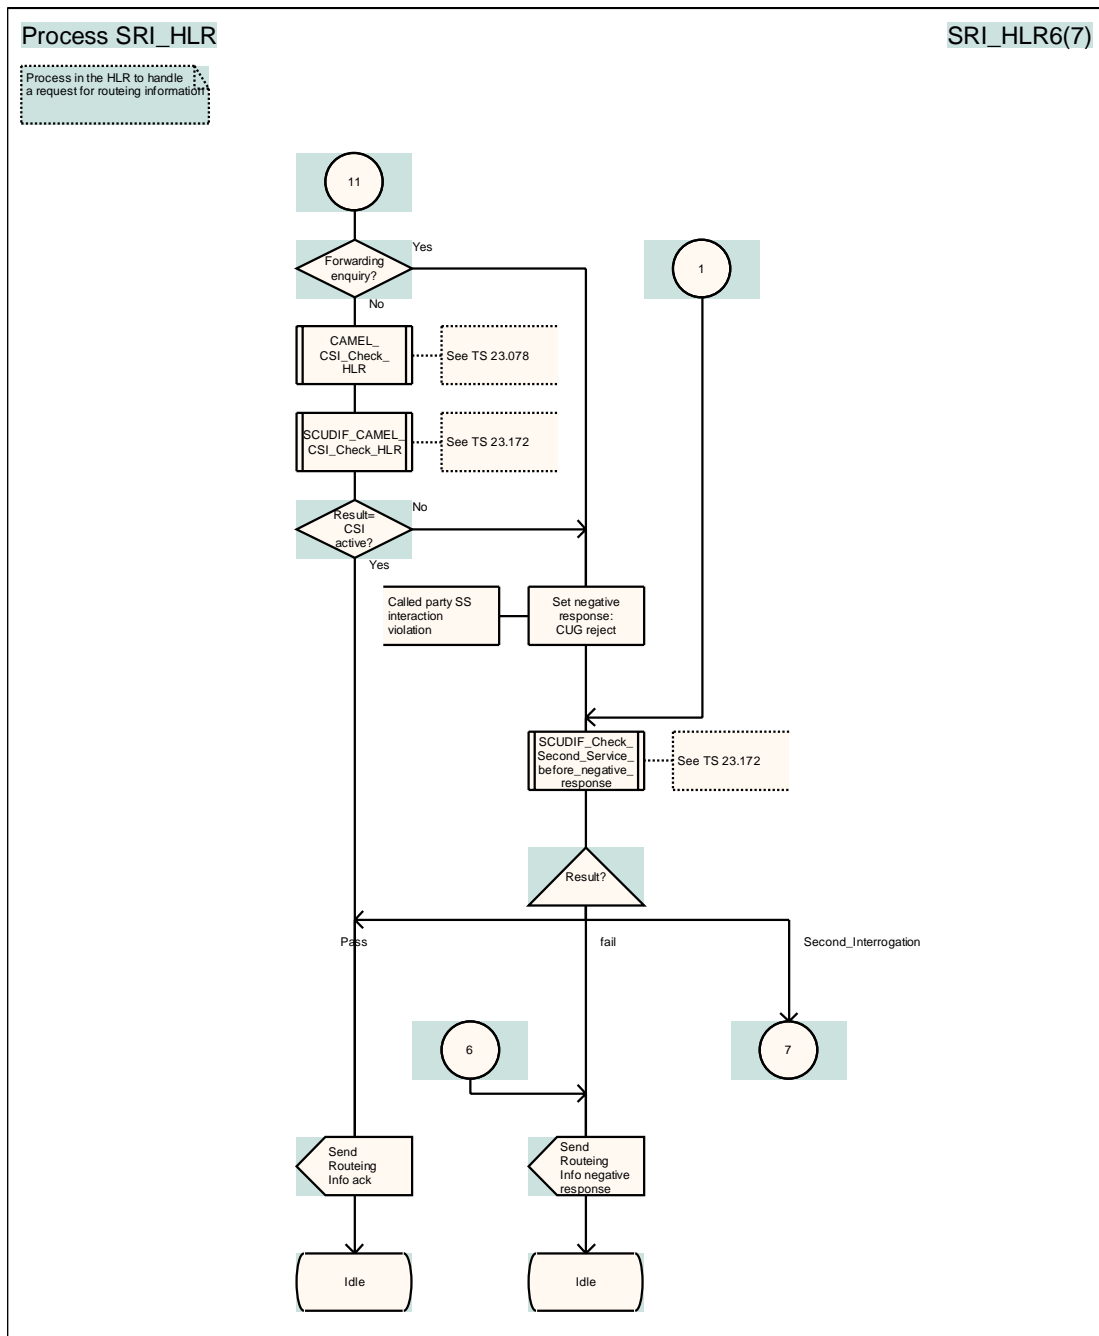 Process SRI_HLR
SRI_HLR6(7)
Process in the HLR to handle
a request for routeing information
11
Forwarding
enquiry?
Yes
No
1
CAMEL_
CSI_Check_
HLR
See TS 23.078
SCUDIF_CAMEL_
CSI_Check_HLR
See TS 23.172
Result=
CSI
active?
No
Yes
Called party SS
interaction
violation
Set negative
response:
CUG reject
SCUDIF_Check_
Second_Service_
before_negative_
response
See TS 23.172
Result?
Pass
fail
Second_Interrogation
6
7
Send
Routeing
Info ack
Send
Routeing
Info negative
response
Idle
Idle